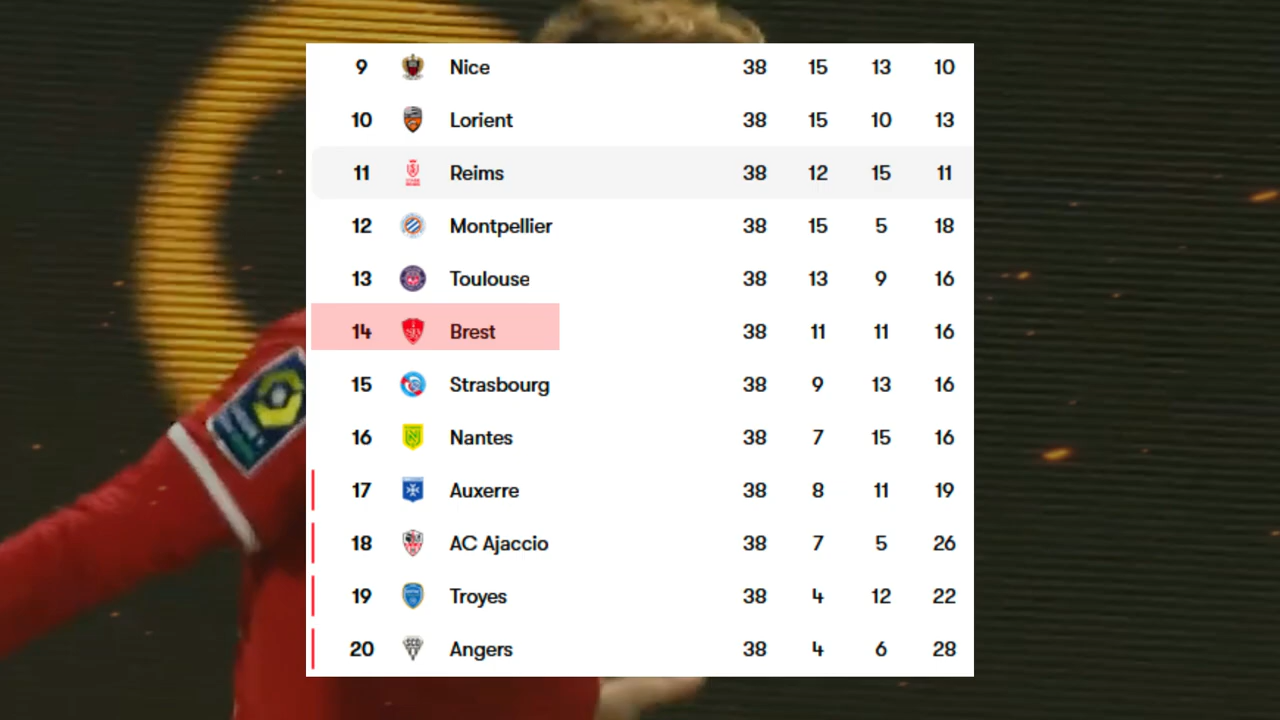 9 Nice 38 15 13 10
10 Lorient 38 15 10 13
11 Reims 38 12 15 11
12 Montpellier 38 15 5 18
13 Toulouse 38 13 9 16
14 Brest 38 11 11 16
15 Strasbourg 38 9 13 16
16 Nantes 38 7 15 16
17 Auxerre 38 8 11 19
18 AC Ajaccio 38 7 5 26
19 Troyes 38 4 12 22
20 Angers 38 4 6 28